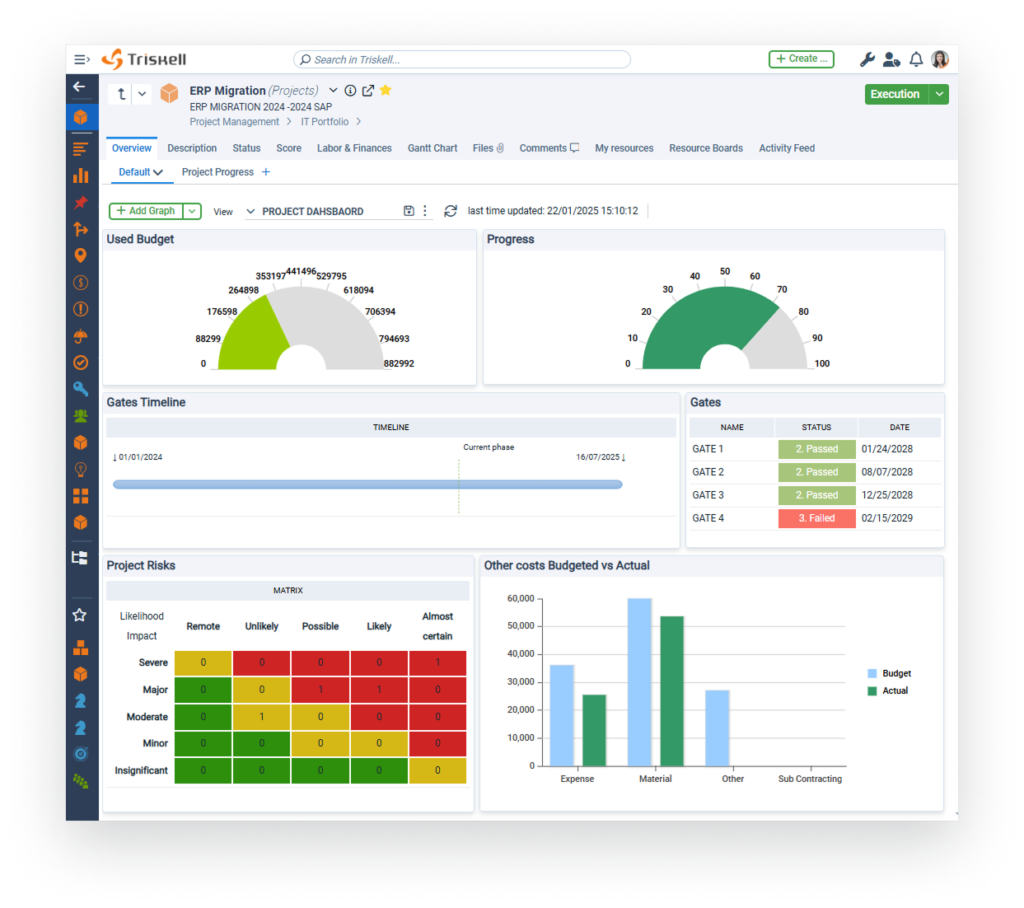 Triskell
Search in Triskell...
+ Create ...
ERP Migration (Projects)
Execution
ERP MIGRATION 2024 -2024 SAP
Project Management > IT Portfolio >
Overview Description Status Score Labor & Finances Gantt Chart Files Comments My resources Resource Boards Activity Feed
Default Project Progress +
+ Add Graph View PROJECT DAHSBAORD last time updated: 22/01/2025 15:10:12
Used Budget
0 88299 176598 264898 353197 441496 529795 618094 706394 794693 882992
Progress
0 10 20 30 40 50 60 70 80 90 100
Gates Timeline
TIMELINE
Current phase
↓ 01/01/2024 16/07/2025 ↓
Gates
NAME STATUS DATE
GATE 1 2. Passed 01/24/2028
GATE 2 2. Passed 08/07/2028
GATE 3 2. Passed 12/25/2028
GATE 4 3. Failed 02/15/2029
Project Risks
MATRIX
Likelihood
Impact
Remote Unlikely Possible Likely Almost certain
Severe 0 0 0 0 1
Major 0 0 1 1 0
Moderate 0 1 0 0 0
Minor 0 0 0 0 0
Insignificant 0 0 0 0 0
Other costs Budgeted vs Actual
60,000
50,000
40,000
30,000
20,000
10,000
0
Expense Material Other Sub Contracting
Budget
Actual